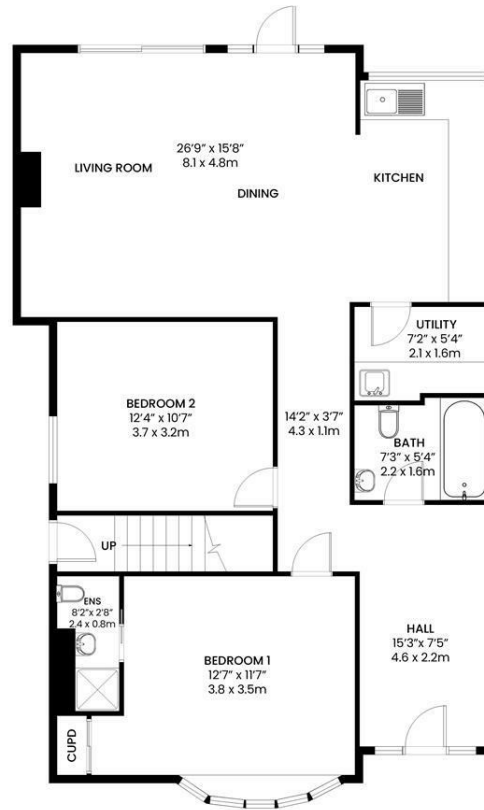 26'9" x 15'8"
8.1 x 4.8m
LIVING ROOM
DINING
KITCHEN
UTILITY
7'2" x 5'4"
2.1 x 1.6m
BEDROOM 2
12'4" x 10'7"
3.7 x 3.2m
14'2" x 3'7"
4.3 x 1.1m
BATH
7'3" x 5'4"
2.2 x 1.6m
UP
ENS
8'2"x 2'8"
2.4 x 0.8m
HALL
15'3"x 7'5"
4.6 x 2.2m
BEDROOM 1
12'7" x 11'7"
3.8 x 3.5m
CUPD